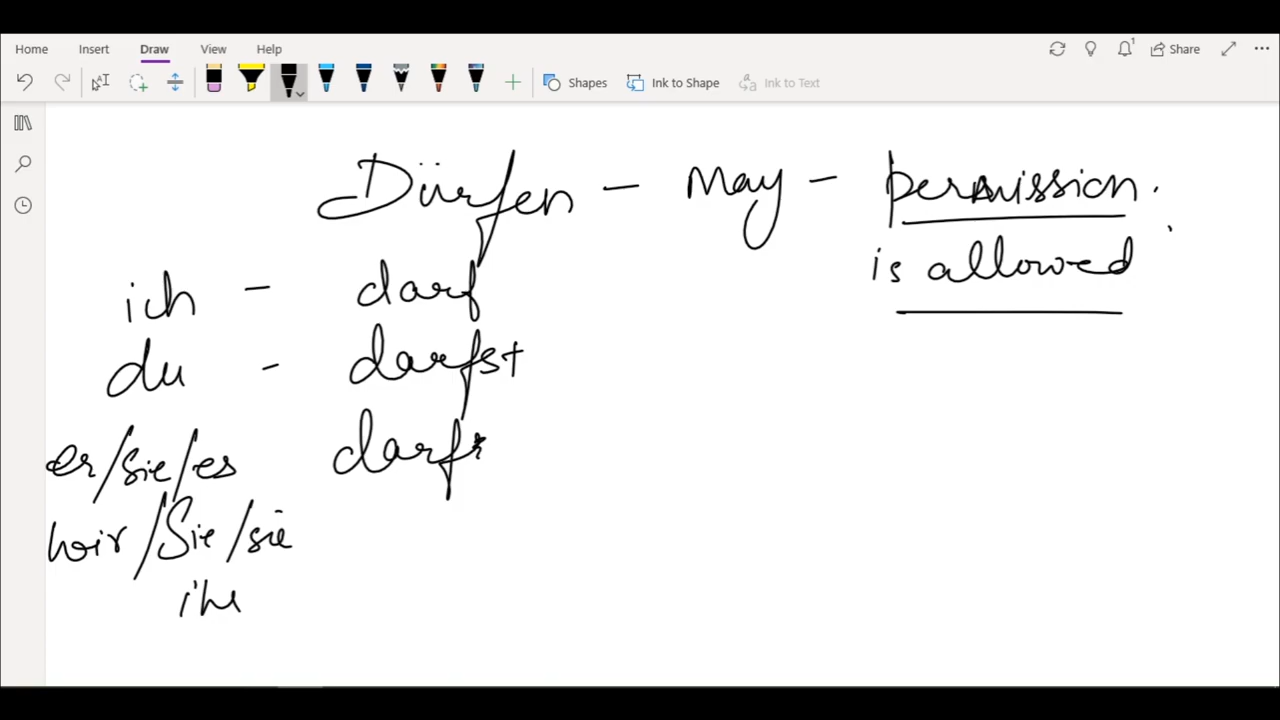 Home Insert Draw View Help 1 Share
Shapes Ink to Shape Ink to Text
Dürfen - May - permission.
is allowed
ich - darf
du - darfst
er/sie/es darf
wir/Sie/sie
ihr